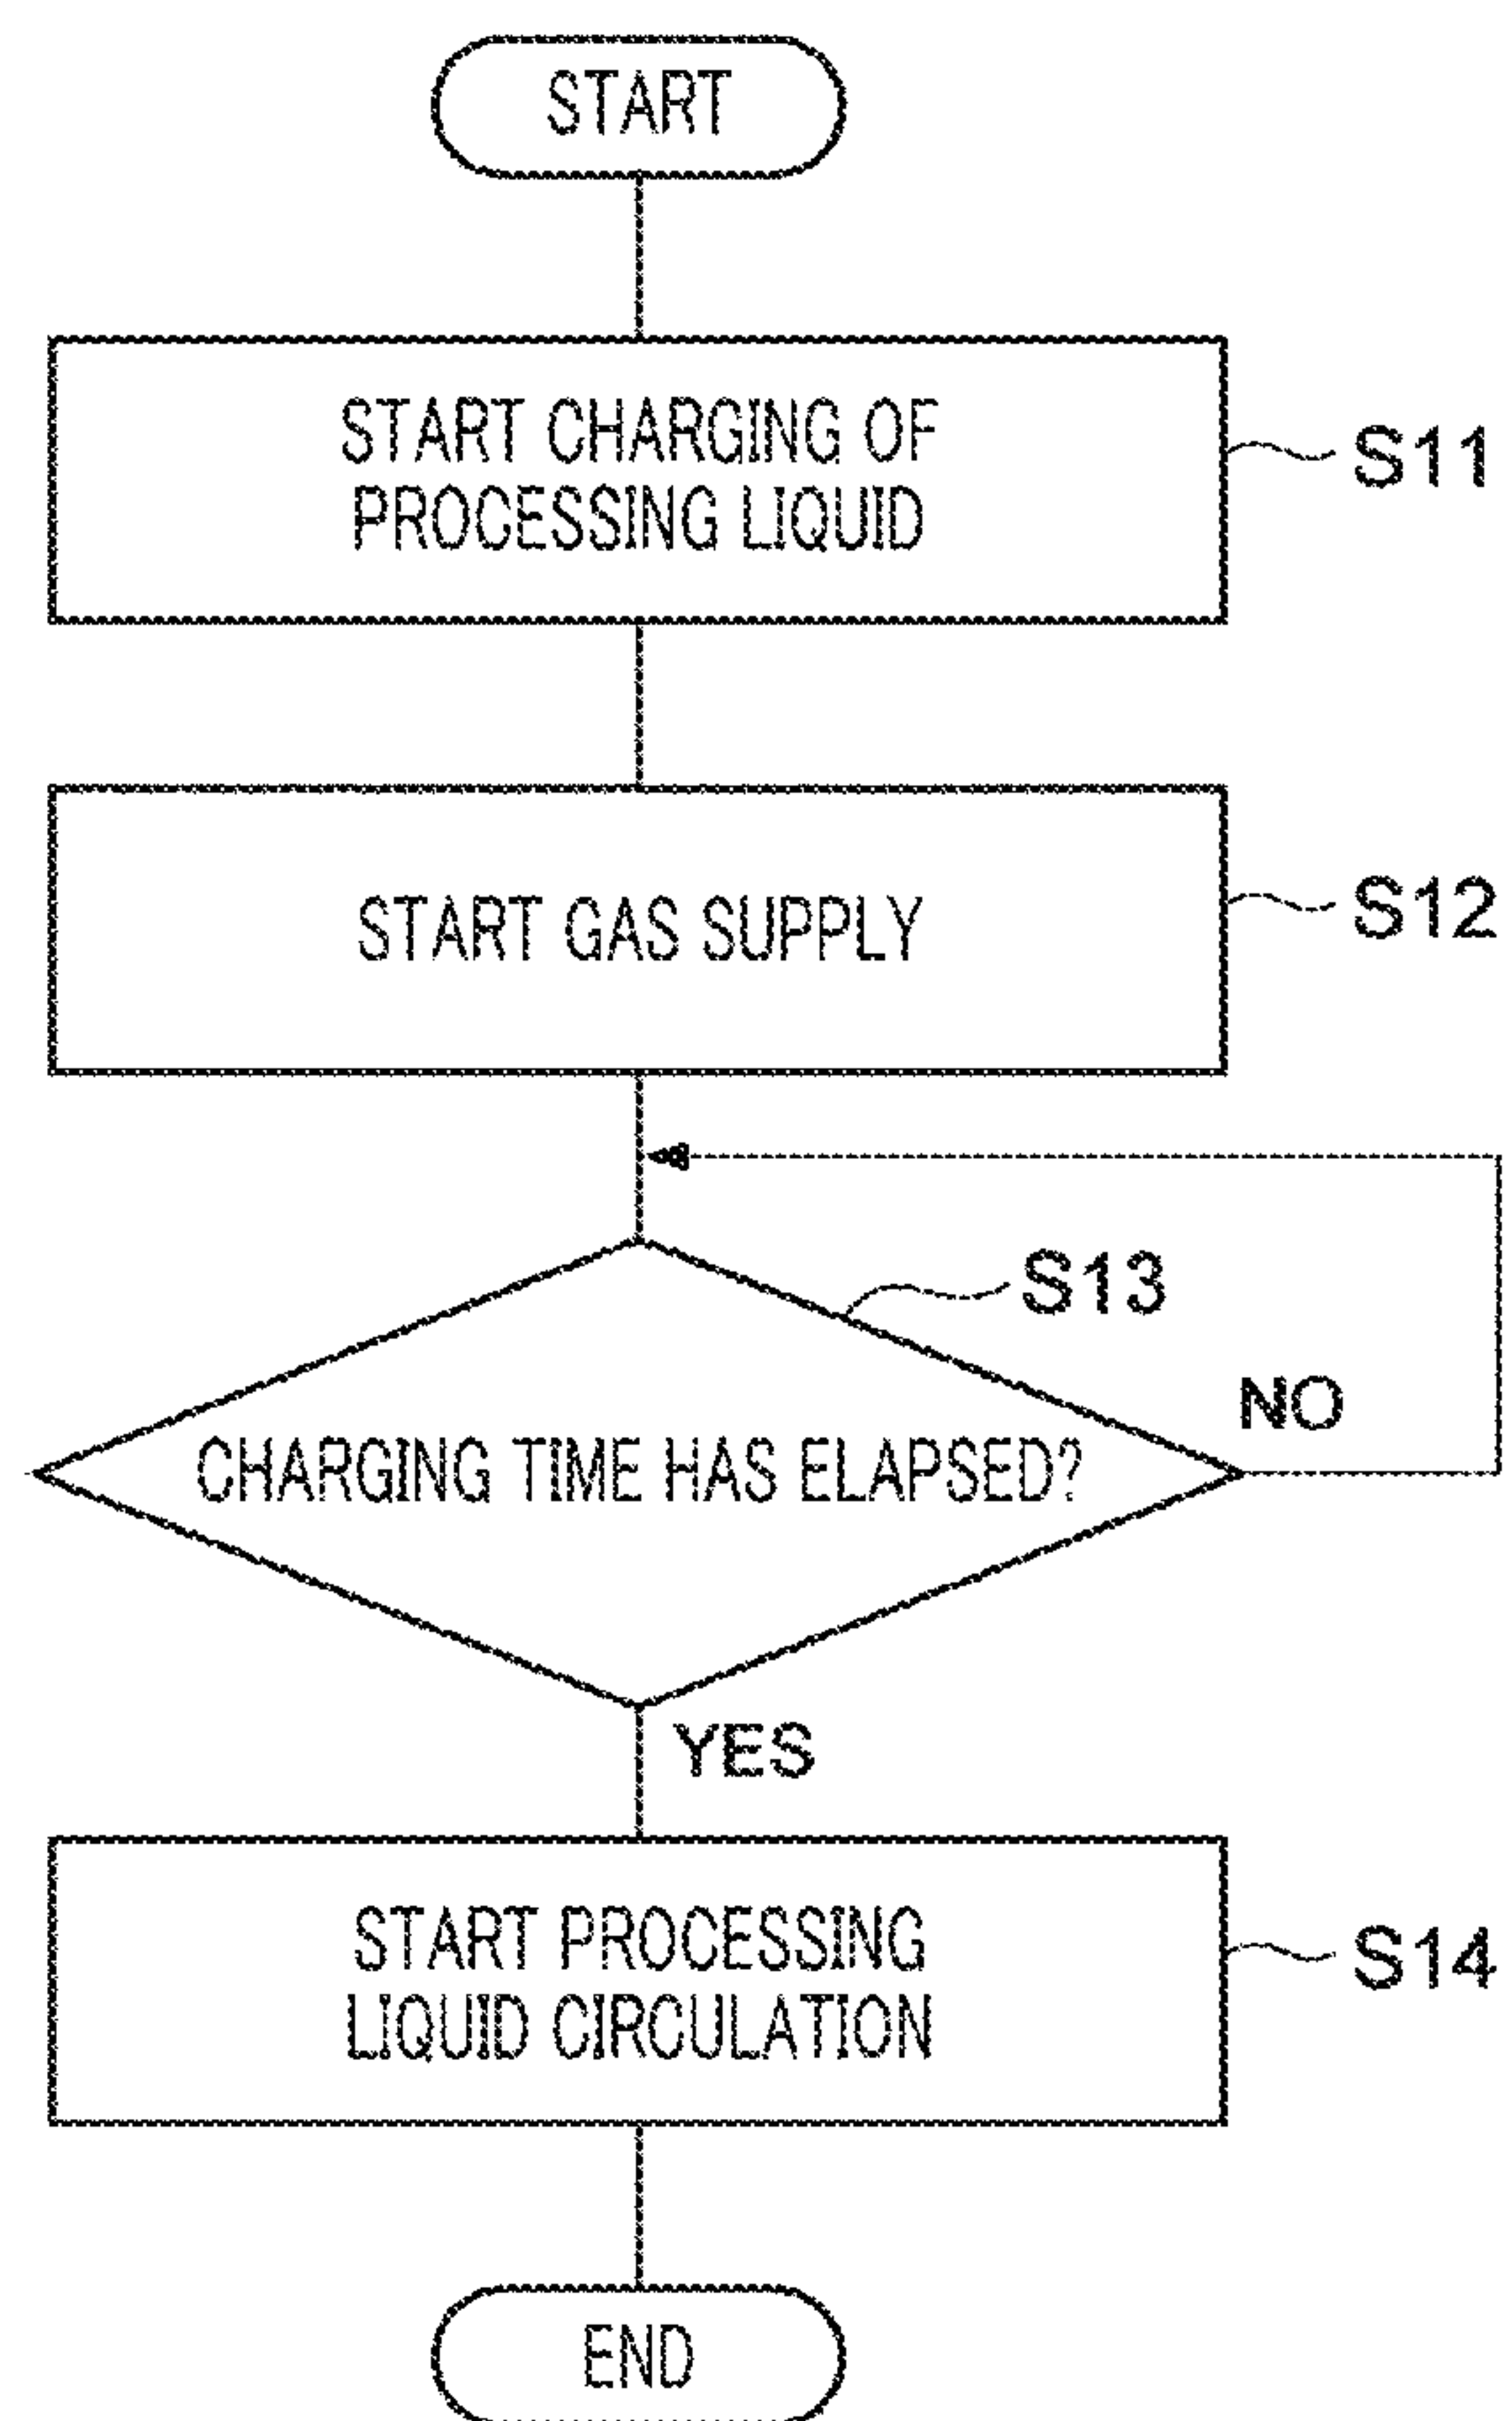 START
START CHARGING OF
PROCESSING LIQUID
S11
START GAS SUPPLY
S12
S13
NO
CHARGING TIME HAS ELAPSED?
YES
START PROCESSING
LIQUID CIRCULATION
S14
END